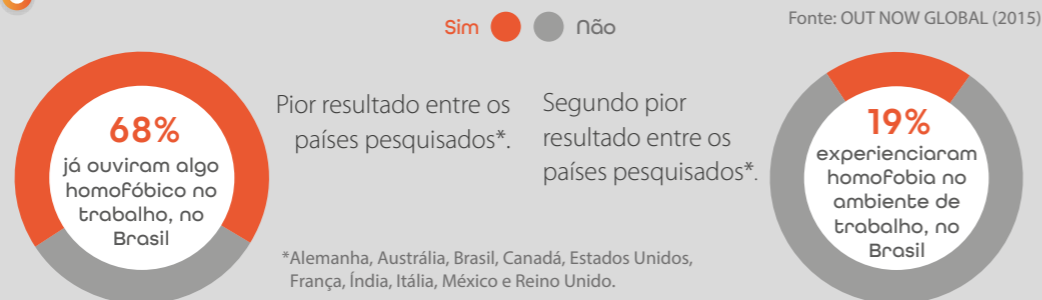 Sim
Não
Fonte: OUT NOW GLOBAL (2015)
68%
já ouviram algo
homofóbico no
trabalho, no
Brasil
Pior resultado entre os
países pesquisados*.
Segundo pior
resultado entre os
países pesquisados*.
19%
experienciaram
homofobia no
ambiente de
trabalho, no
Brasil
*Alemanha, Austrália, Brasil, Canadá, Estados Unidos,
França, Índia, Itália, México e Reino Unido.